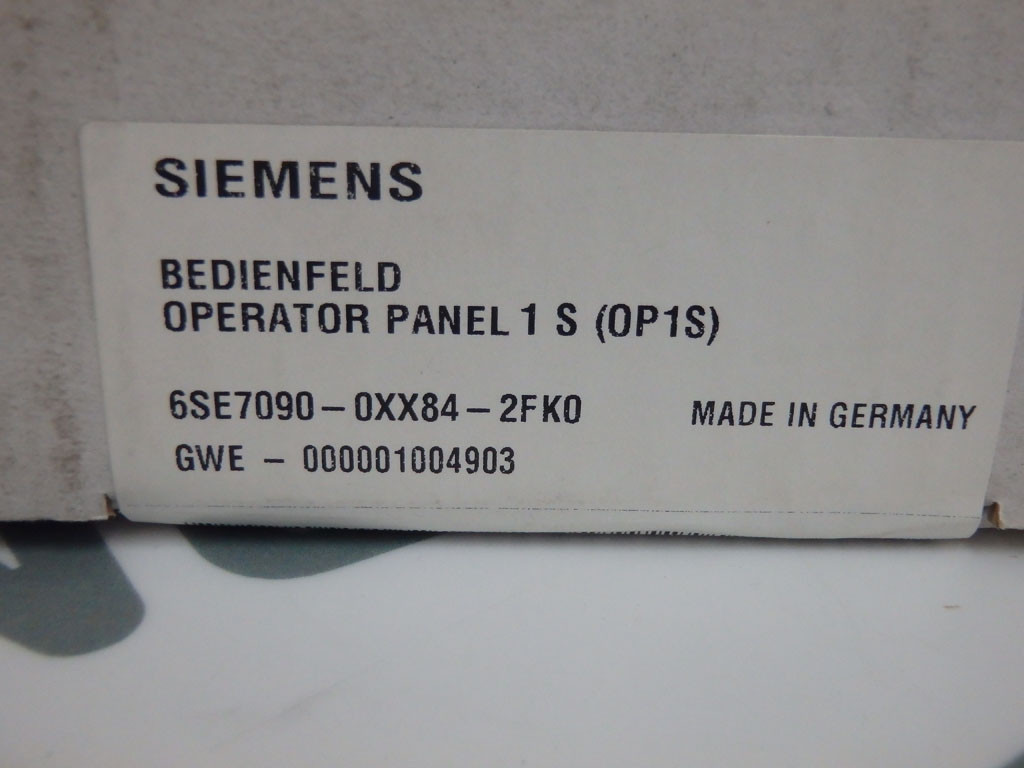 SIEMENS
BEDIENFELD
OPERATOR PANEL 1 S (OP1S)
6SE7090-0XX84-2FK0 MADE IN GERMANY
GWE - 000001004903